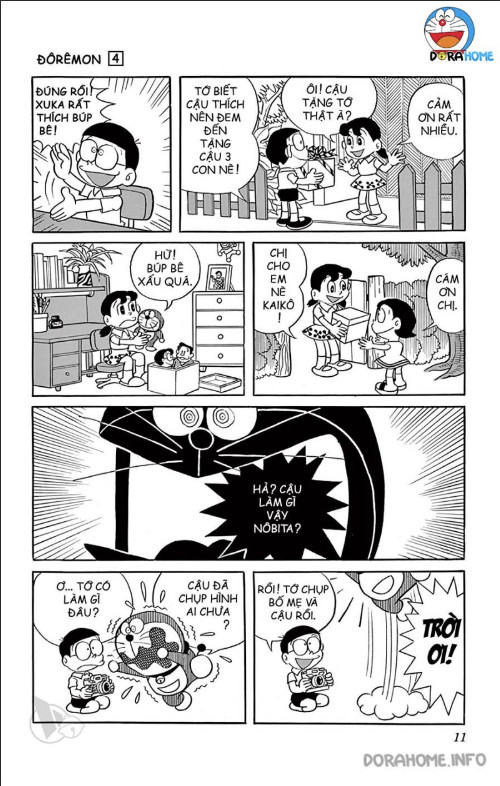 DORAHOME
ĐÔRÊMON 4
ĐÚNG RỒI!
XUKA RẤT
THÍCH BÚP
BÊ!
TỚ BIẾT
CẬU THÍCH
NÊN ĐEM
ĐẾN
TẶNG
CẬU 3
CON NÈ!
ÔI! CẬU
TẶNG TỚ
THẬT À?
CẢM
ƠN RẤT
NHIỀU.
HỪ!
BÚP BÊ
XẤU QUÁ.
CHỊ
CHO
EM
NÈ
KAIKÔ
!
CẢM
ƠN
CHỊ.
HẢ? CẬU
LÀM GÌ
VẬY
NÔBITA?
Ơ... TỚ CÓ
LÀM GÌ
ĐÂU?
CẬU ĐÃ
CHỤP HÌNH
AI CHƯA
?
RỒI! TỚ CHỤP
BỐ MẸ VÀ
CẬU RỒI.
TRỜI
ƠI!
11
DORAHOME.INFO